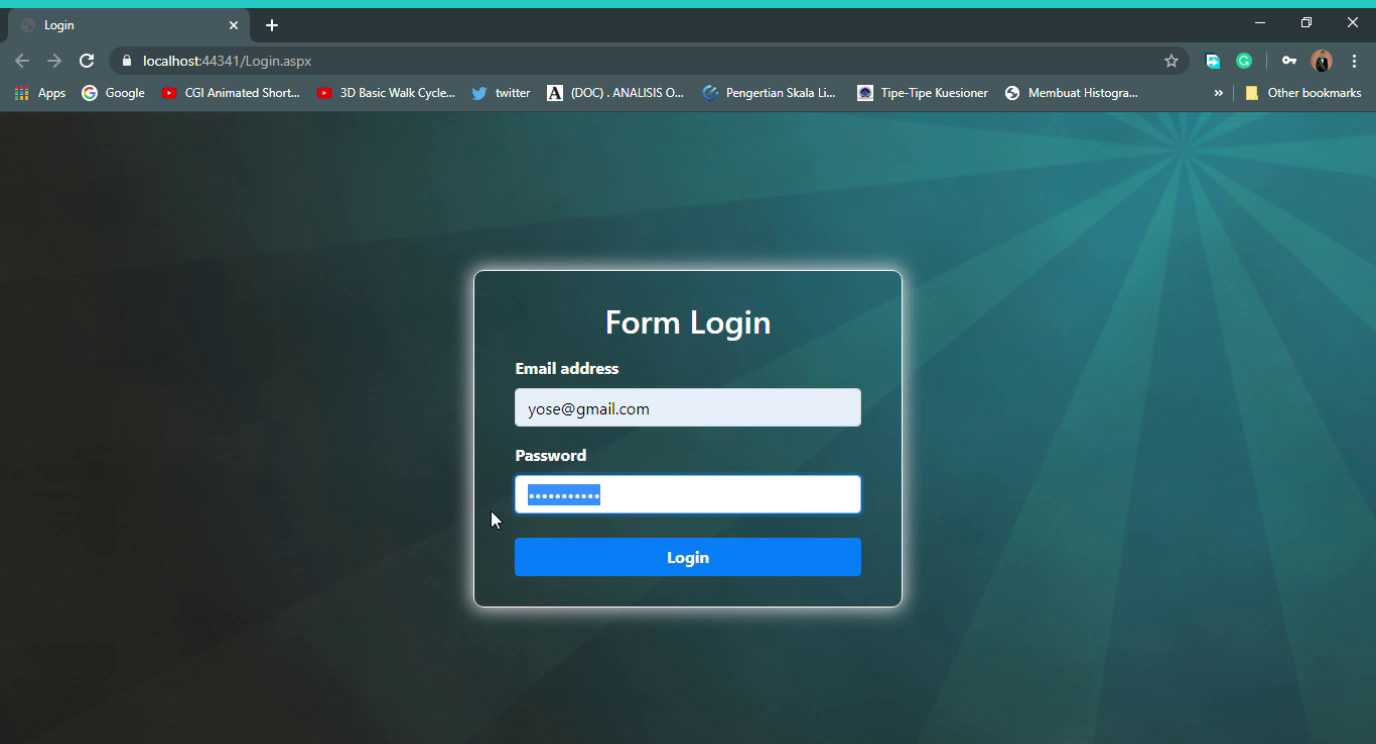 Login
localhost:44341/Login.aspx
Apps Google CGI Animated Short... 3D Basic Walk Cycle... twitter A (DOC) . ANALISIS O... Pengertian Skala Li... Tipe-Tipe Kuesioner Membuat Histogra... » Other bookmarks
Form Login
Email address
yose@gmail.com
Password
•••••••••••
Login